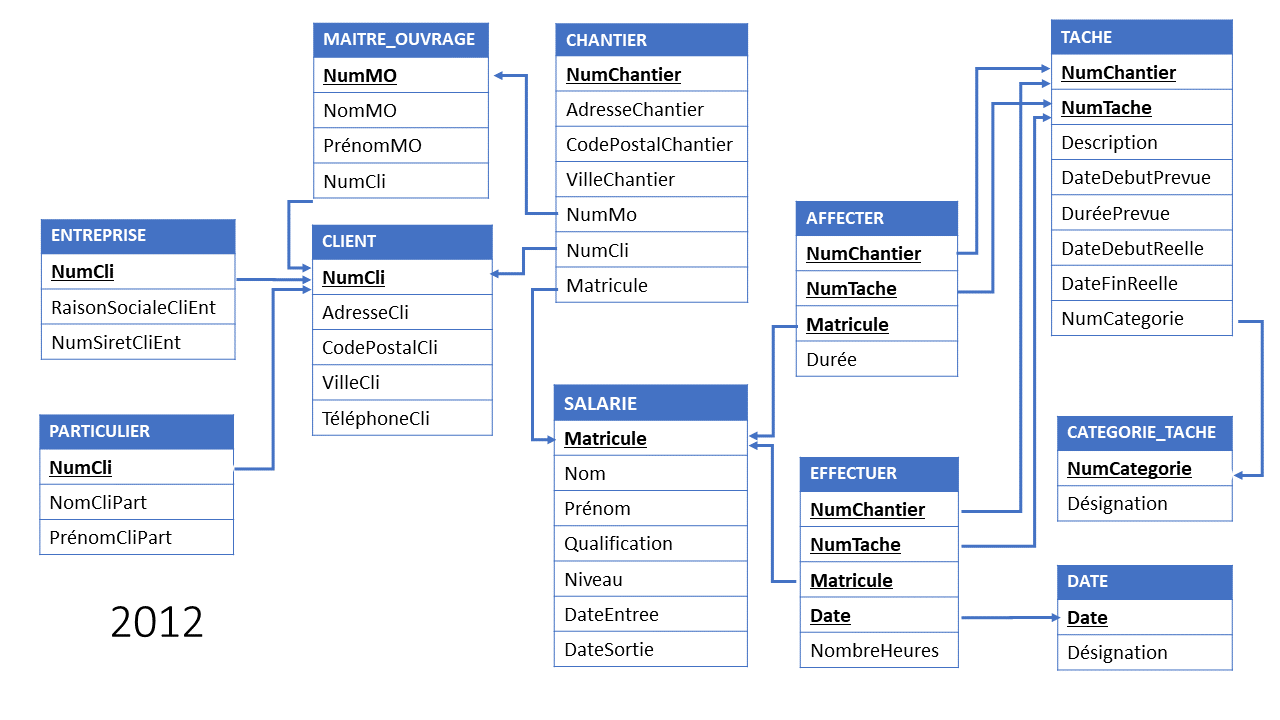 MAITRE_OUVRAGE
NumMO
NomMO
PrénomMO
NumCli
CHANTIER
NumChantier
AdresseChantier
CodePostalChantier
VilleChantier
NumMo
NumCli
Matricule
TACHE
NumChantier
NumTache
Description
DateDebutPrevue
DuréePrevue
DateDebutReelle
DateFinReelle
NumCategorie
ENTREPRISE
NumCli
RaisonSocialeCliEnt
NumSiretCliEnt
CLIENT
NumCli
AdresseCli
CodePostalCli
VilleCli
TéléphoneCli
AFFECTER
NumChantier
NumTache
Matricule
Durée
PARTICULIER
NumCli
NomCliPart
PrénomCliPart
SALARIE
Matricule
Nom
Prénom
Qualification
Niveau
DateEntree
DateSortie
EFFECTUER
NumChantier
NumTache
Matricule
Date
NombreHeures
CATEGORIE_TACHE
NumCategorie
Désignation
DATE
Date
Désignation
2012